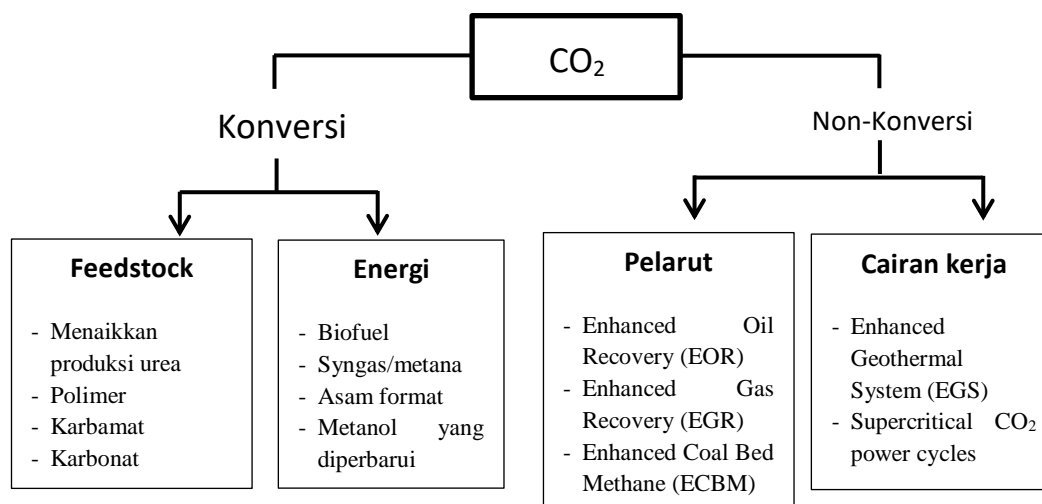 CO₂
Konversi
Non-Konversi
Feedstock
- Menaikkan
produksi urea
- Polimer
- Karbamat
- Karbonat
Energi
- Biofuel
- Syngas/metana
- Asam format
- Metanol yang
diperbarui
Pelarut
- Enhanced Oil
Recovery (EOR)
- Enhanced Gas
Recovery (EGR)
- Enhanced Coal Bed
Methane (ECBM)
Cairan kerja
- Enhanced
Geothermal
System (EGS)
- Supercritical CO₂
power cycles